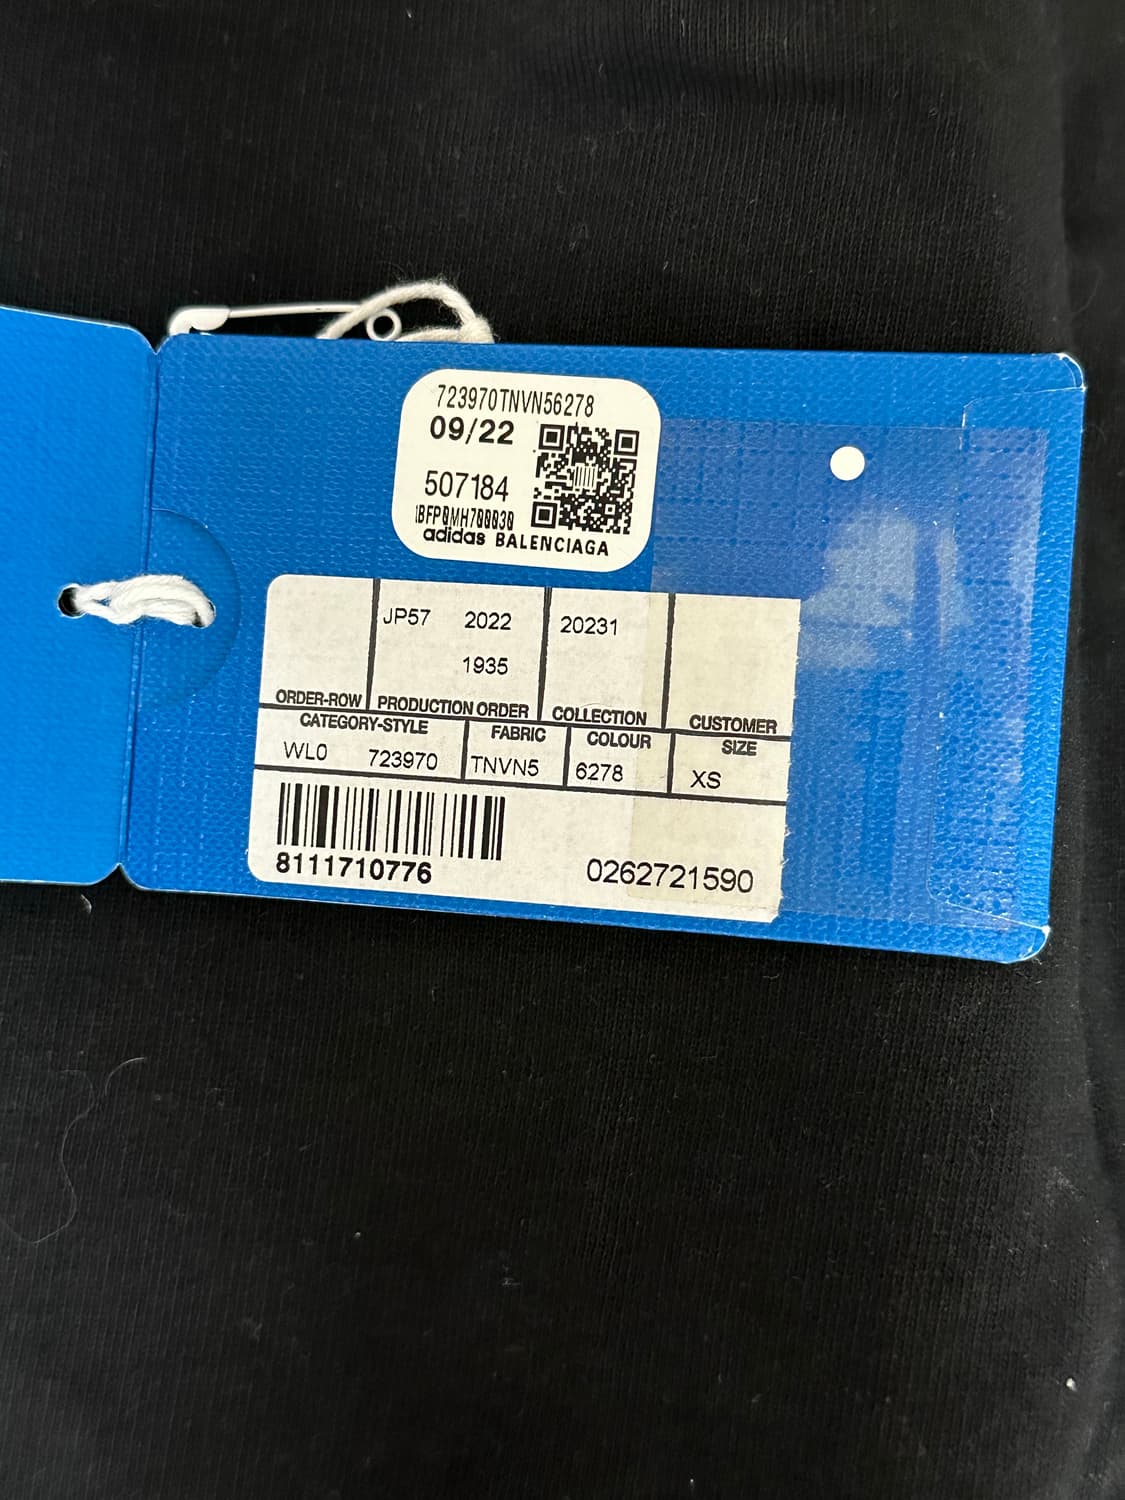 723970TNVN56278
09/22
507184
adidas BALENCIAGA
JP57 2022 20231
1935
ORDER-ROW PRODUCTION ORDER COLLECTION CUSTOMER
CATEGORY-STYLE FABRIC COLOUR SIZE
WL0 723970 TNVN5 6278 XS
8111710776 0262721590